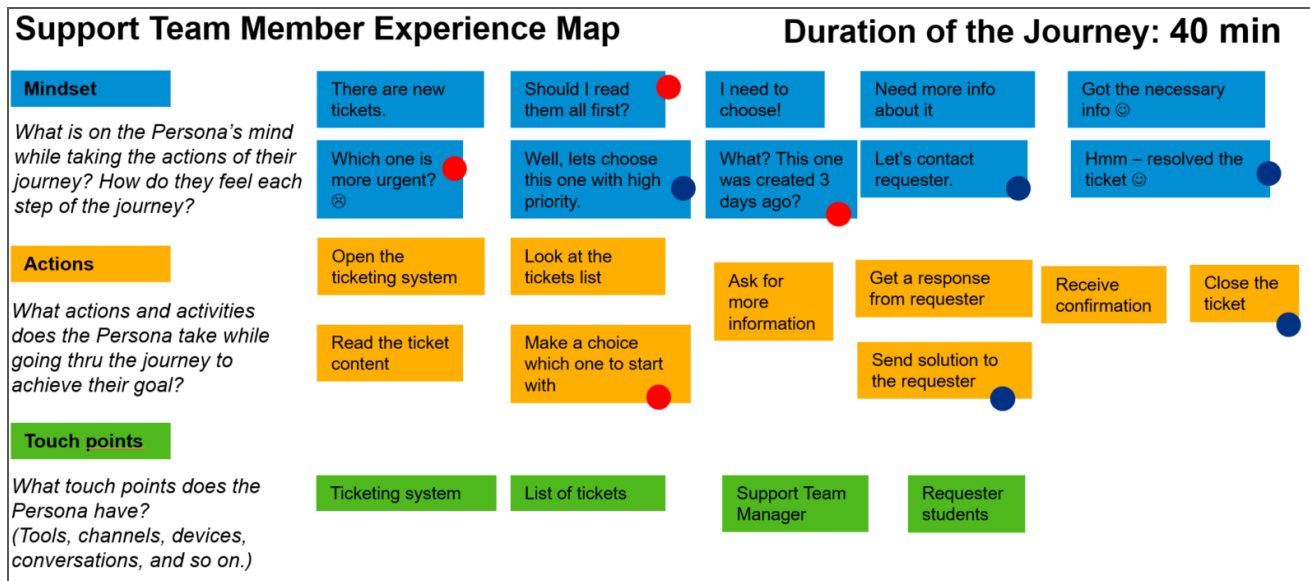 Support Team Member Experience Map
Duration of the Journey: 40 min
Mindset
What is on the Persona's mind
while taking the actions of their
journey? How do they feel each
step of the journey?
There are new
tickets.
Should I read
them all first?
I need to
choose!
Need more info
about it
Got the necessary
info ☺
Which one is
more urgent?
☹
Well, lets choose
this one with high
priority.
What? This one
was created 3
days ago?
Let's contact
requester.
Hmm – resolved the
ticket ☺
Actions
What actions and activities
does the Persona take while
going thru the journey to
achieve their goal?
Open the
ticketing system
Look at the
tickets list
Ask for
more
information
Get a response
from requester
Receive
confirmation
Close the
ticket
Read the ticket
content
Make a choice
which one to start
with
Send solution to
the requester
Touch points
What touch points does the
Persona have?
(Tools, channels, devices,
conversations, and so on.)
Ticketing system
List of tickets
Support Team
Manager
Requester
students